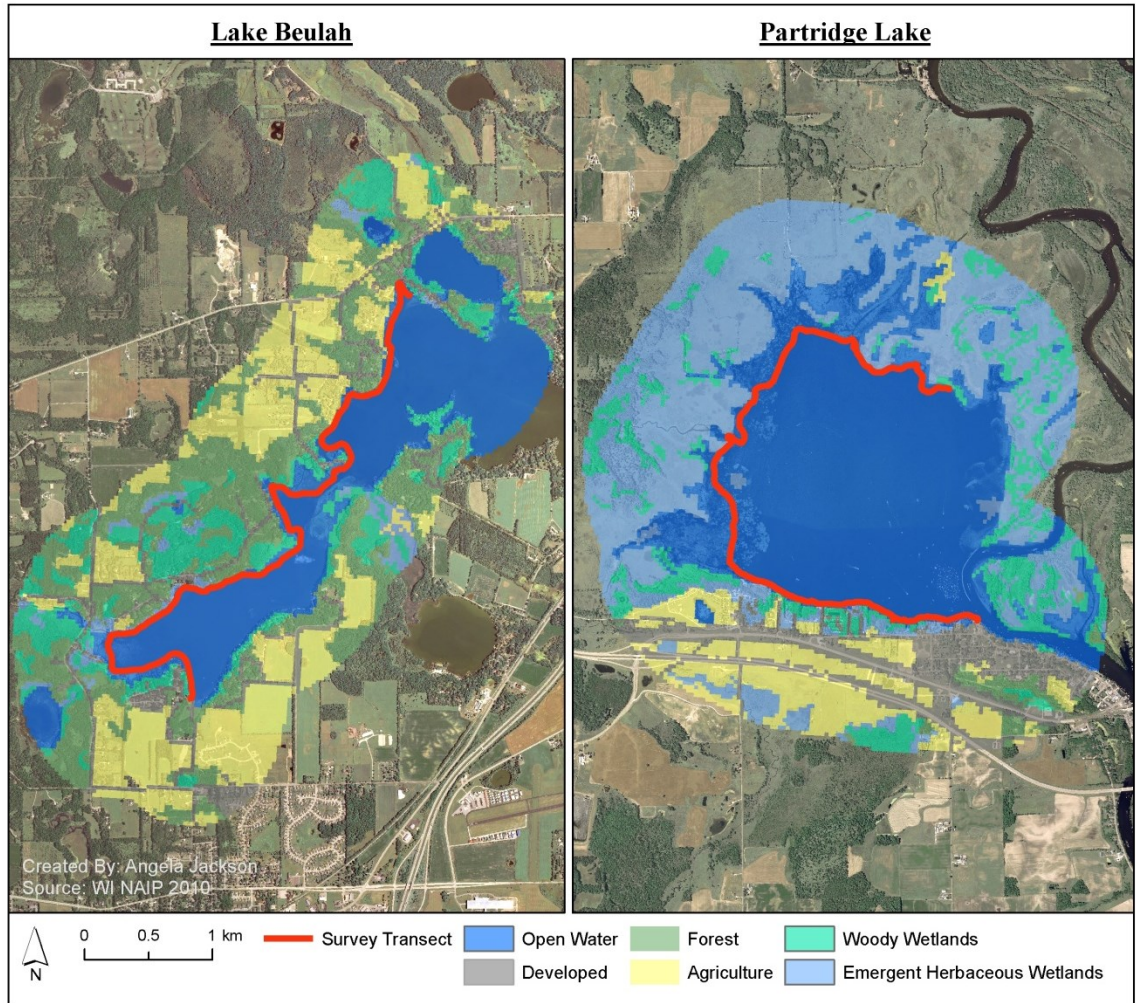 Lake Beulah
Partridge Lake
Created By: Angela Jackson
Source: WI NAIP 2010
N
0 0.5 1 km
Survey Transect
Open Water
Forest
Woody Wetlands
Developed
Agriculture
Emergent Herbaceous Wetlands